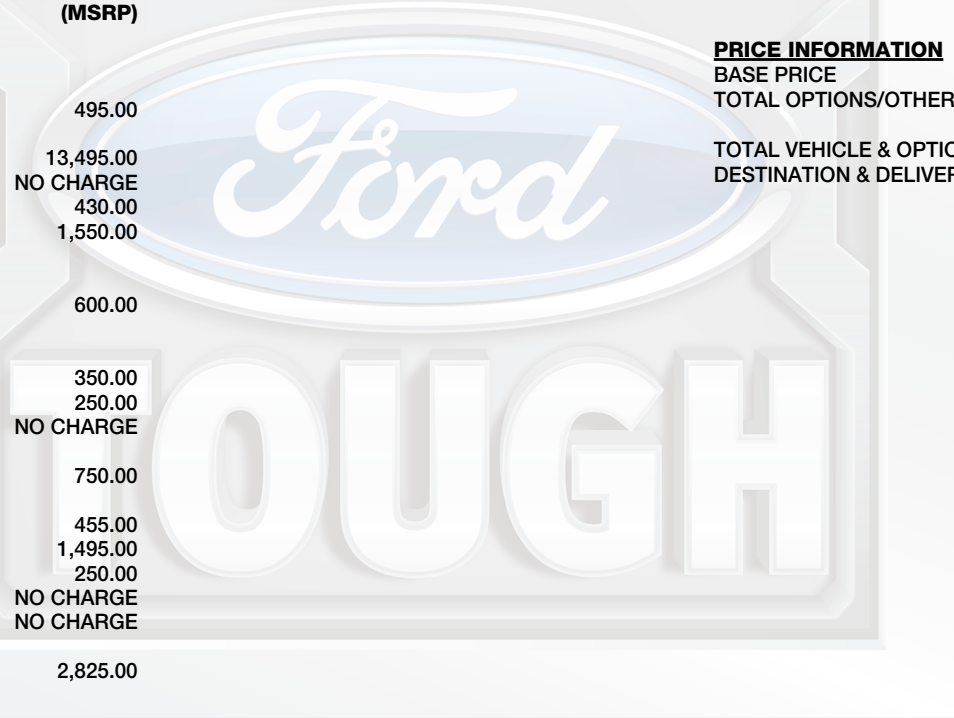 (MSRP)
495.00
13,495.00
NO CHARGE
430.00
1,550.00
600.00
350.00
250.00
NO CHARGE
750.00
455.00
1,495.00
250.00
NO CHARGE
NO CHARGE
2,825.00
PRICE INFORMATION
BASE PRICE
TOTAL OPTIONS/OTHER
TOTAL VEHICLE & OPTIO
DESTINATION & DELIVER
Ford
TOUGH